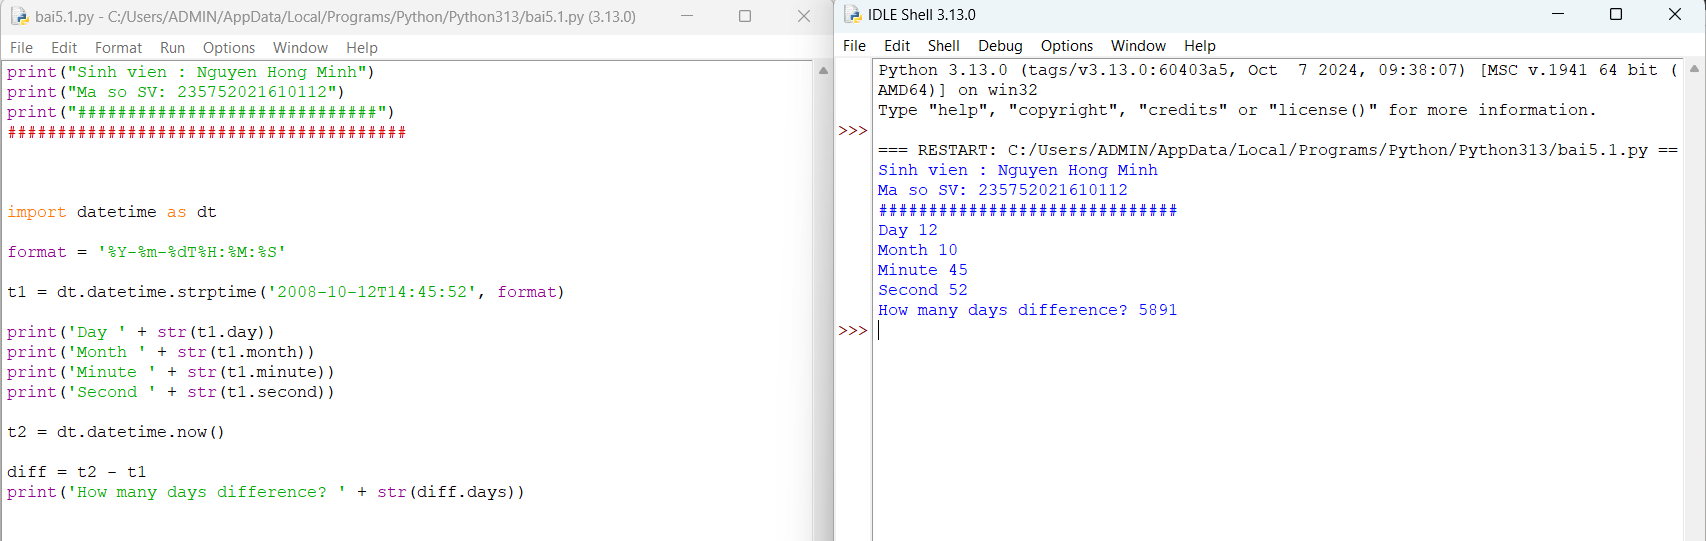 bai5.1.py - C:/Users/ADMIN/AppData/Local/Programs/Python/Python313/bai5.1.py (3.13.0)
File Edit Format Run Options Window Help
print("Sinh vien : Nguyen Hong Minh")
print("Ma so SV: 235752021610112")
print("##############################")
########################################
import datetime as dt
format = '%Y-%m-%dT%H:%M:%S'
t1 = dt.datetime.strptime('2008-10-12T14:45:52', format)
print('Day ' + str(t1.day))
print('Month ' + str(t1.month))
print('Minute ' + str(t1.minute))
print('Second ' + str(t1.second))
t2 = dt.datetime.now()
diff = t2 - t1
print('How many days difference? ' + str(diff.days))
IDLE Shell 3.13.0
File Edit Shell Debug Options Window Help
Python 3.13.0 (tags/v3.13.0:60403a5, Oct  7 2024, 09:38:07) [MSC v.1941 64 bit (
AMD64)] on win32
Type "help", "copyright", "credits" or "license()" for more information.
>>>
=== RESTART: C:/Users/ADMIN/AppData/Local/Programs/Python/Python313/bai5.1.py ==
Sinh vien : Nguyen Hong Minh
Ma so SV: 235752021610112
##############################
Day 12
Month 10
Minute 45
Second 52
How many days difference? 5891
>>>